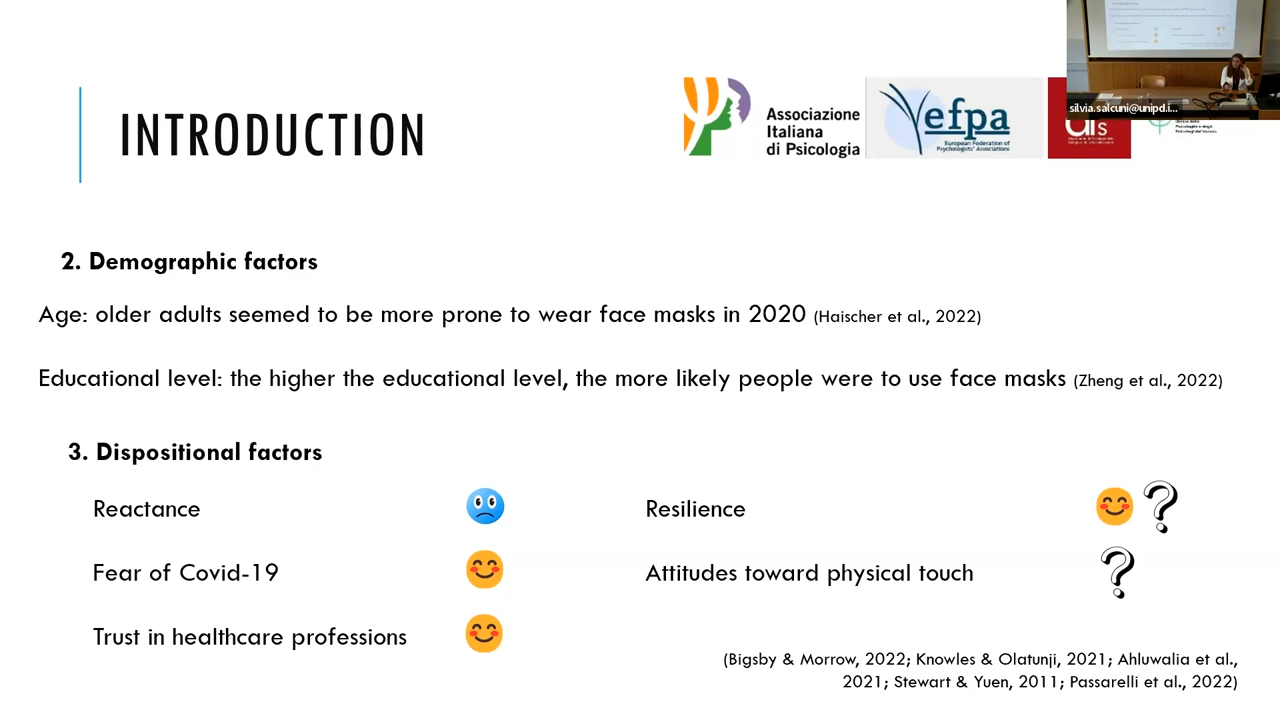 INTRODUCTION
Associazione
Italiana
di Psicologia
efpa
European Federation of
Psychologists' Associations
silvia.salcuni@unipd.i...
2. Demographic factors
Age: older adults seemed to be more prone to wear face masks in 2020 (Haischer et al., 2022)
Educational level: the higher the educational level, the more likely people were to use face masks (Zheng et al., 2022)
3. Dispositional factors
Reactance
Resilience
?
Fear of Covid-19
Attitudes toward physical touch
?
Trust in healthcare professions
(Bigsby & Morrow, 2022; Knowles & Olatunji, 2021; Ahluwalia et al.,
2021; Stewart & Yuen, 2011; Passarelli et al., 2022)